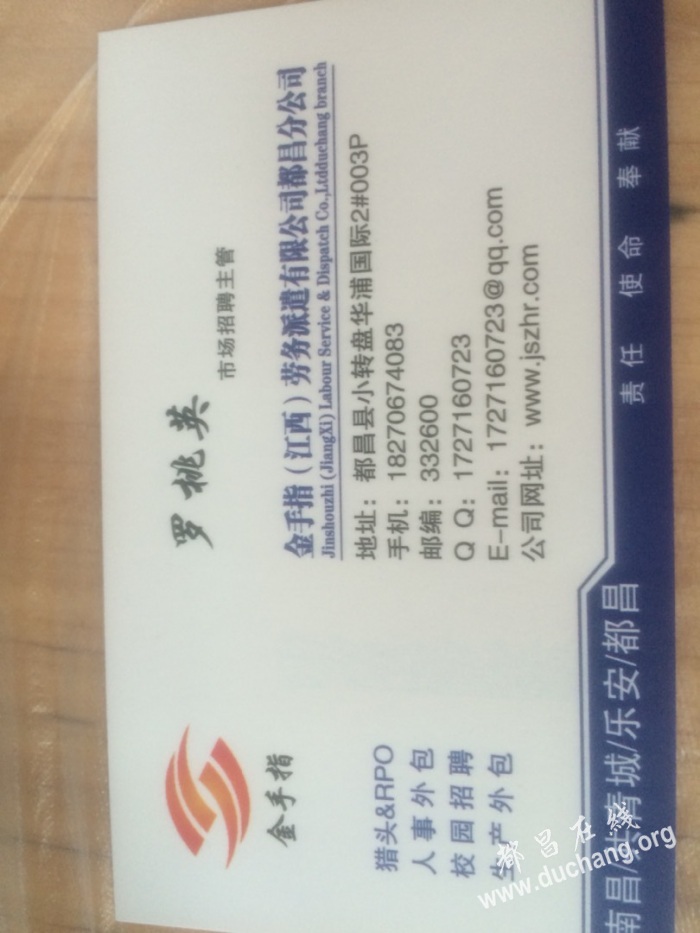 金手指
猎头&RPO
人事外包
校园招聘
生产外包
罗桃英 市场招聘主管
金手指（江西）劳务派遣有限公司都昌分公司
Jinshouzhi (JiangXi) Labour Service & Dispatch Co.,Ltdduchang branch
地址：都昌县小转盘华浦国际2#003P
手机：18270674083
邮编：332600
Q Q：1727160723
E-mail：1727160723@qq.com
公司网址：www.jszhr.com
南昌/共青城/乐安/都昌
责任 使命 奉献
都昌在线
www.duchang.org